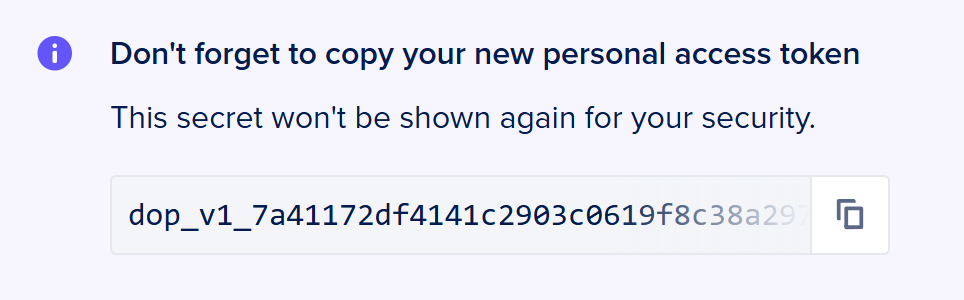 Don't forget to copy your new personal access token
This secret won't be shown again for your security.
dop_v1_7a41172df4141c2903c0619f8c38a297